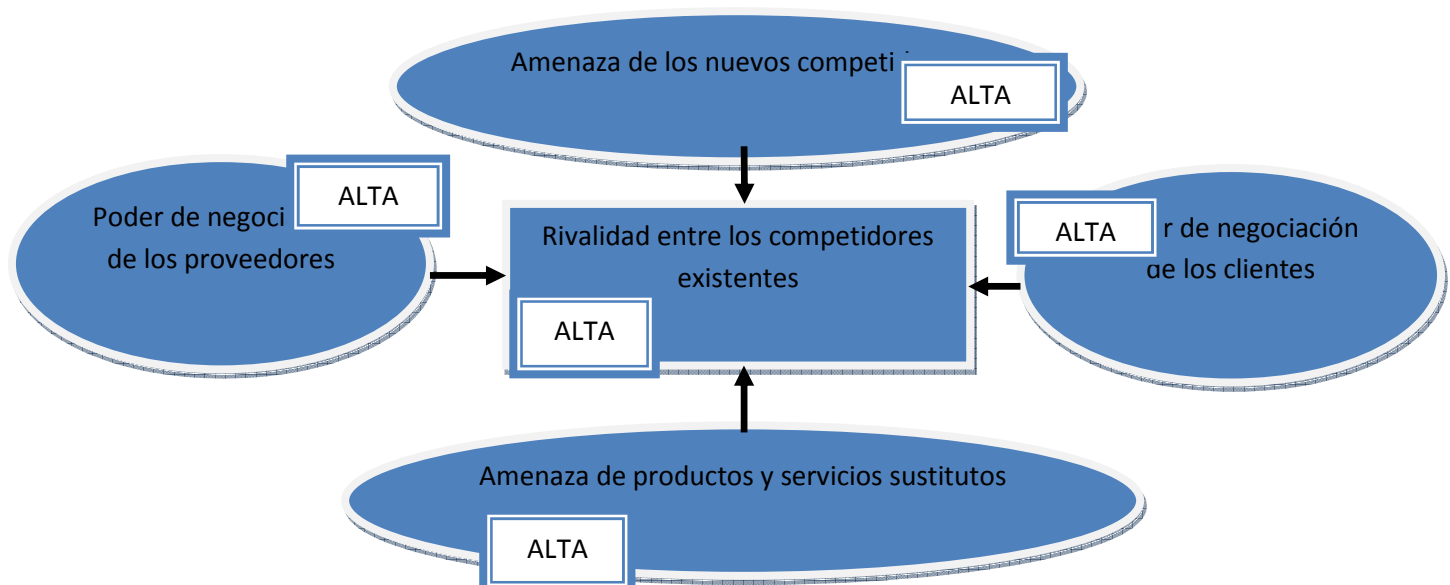 Amenaza de los nuevos competi
ALTA
Poder de negoci
de los proveedores
ALTA
Rivalidad entre los competidores
existentes
ALTA
ALTA
r de negociación
de los clientes
Amenaza de productos y servicios sustitutos
ALTA